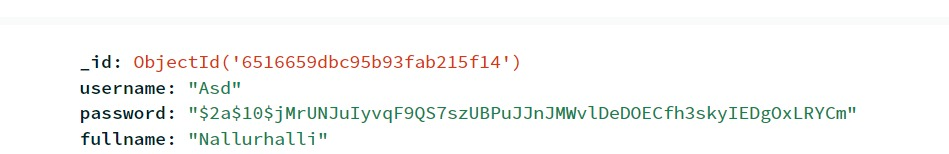 _id: ObjectId('6516659dbc95b93fab215f14')
username: "Asd"
password: "$2a$10$jMrUNJuIyvqF9QS7szUBPuJJnJMWvlDeDOECfh3skyIEDgOxLRYCm"
fullname: "Nallurhalli"